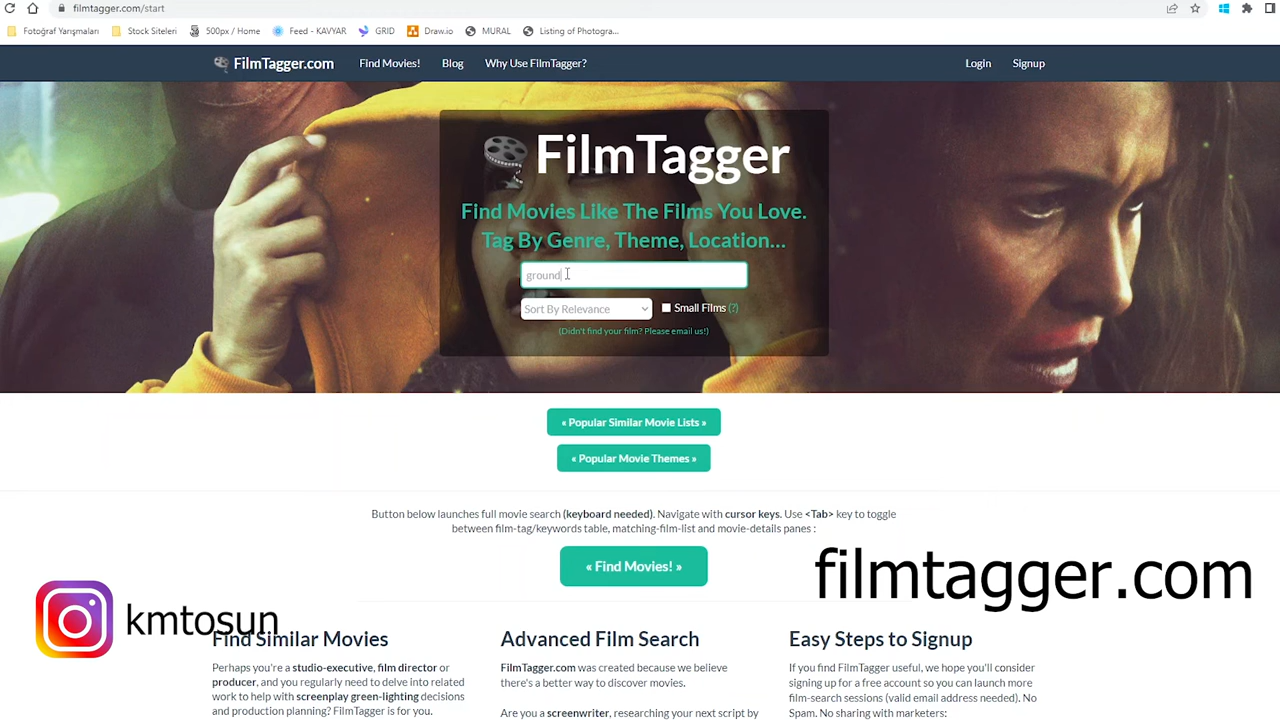 filmtagger.com/start
Fotoğraf Yarışmaları Stock Siteleri 500px / Home Feed - KAVYAR GRID Draw.io MURAL Listing of Photogra...
FilmTagger.com Find Movies! Blog Why Use FilmTagger? Login Signup
FilmTagger
Find Movies Like The Films You Love.
Tag By Genre, Theme, Location...
ground
Sort By Relevance Small Films (?)
(Didn't find your film? Please email us!)
« Popular Similar Movie Lists »
« Popular Movie Themes »
Button below launches full movie search (keyboard needed). Navigate with cursor keys. Use <Tab> key to toggle
between film-tag/keywords table, matching-film-list and movie-details panes :
« Find Movies! »
filmtagger.com
kmtosun
Find Similar Movies
Perhaps you're a studio-executive, film director or
producer, and you regularly need to delve into related
work to help with screenplay green-lighting decisions
and production planning? FilmTagger is for you.
Advanced Film Search
FilmTagger.com was created because we believe
there's a better way to discover movies.
Are you a screenwriter, researching your next script by
Easy Steps to Signup
If you find FilmTagger useful, we hope you'll consider
signing up for a free account so you can launch more
film-search sessions (valid email address needed). No
Spam. No sharing with marketers: